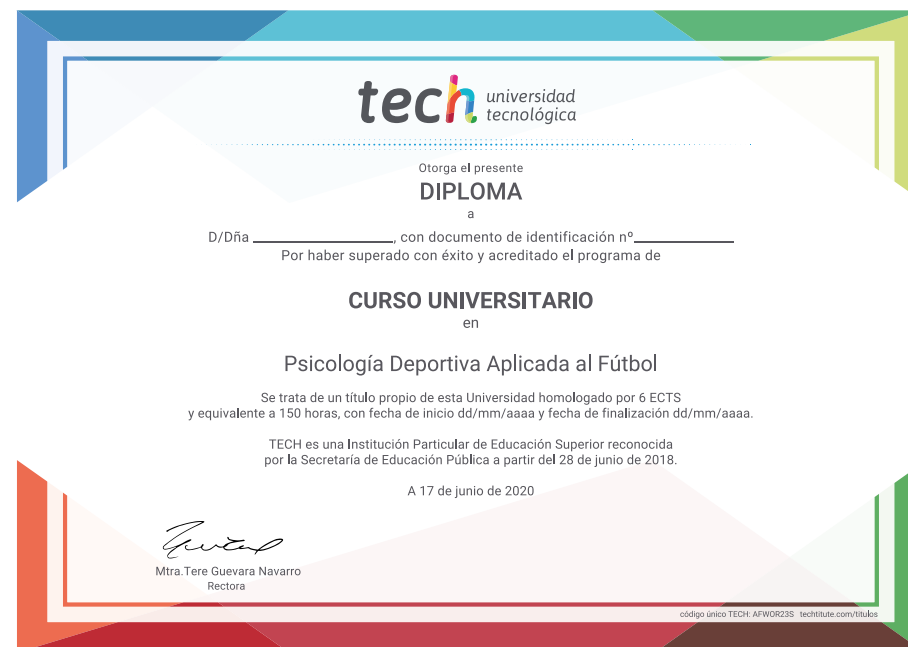 tech universidad
tecnológica
Otorga el presente
DIPLOMA
a
D/Dña ______________, con documento de identificación nº__________
Por haber superado con éxito y acreditado el programa de
CURSO UNIVERSITARIO
en
Psicología Deportiva Aplicada al Fútbol
Se trata de un título propio de esta Universidad homologado por 6 ECTS
y equivalente a 150 horas, con fecha de inicio dd/mm/aaaa y fecha de finalización dd/mm/aaaa.
TECH es una Institución Particular de Educación Superior reconocida
por la Secretaría de Educación Pública a partir del 28 de junio de 2018.
A 17 de junio de 2020
Mtra.Tere Guevara Navarro
Rectora
código único TECH: AFWOR23S techtitute.com/titulos